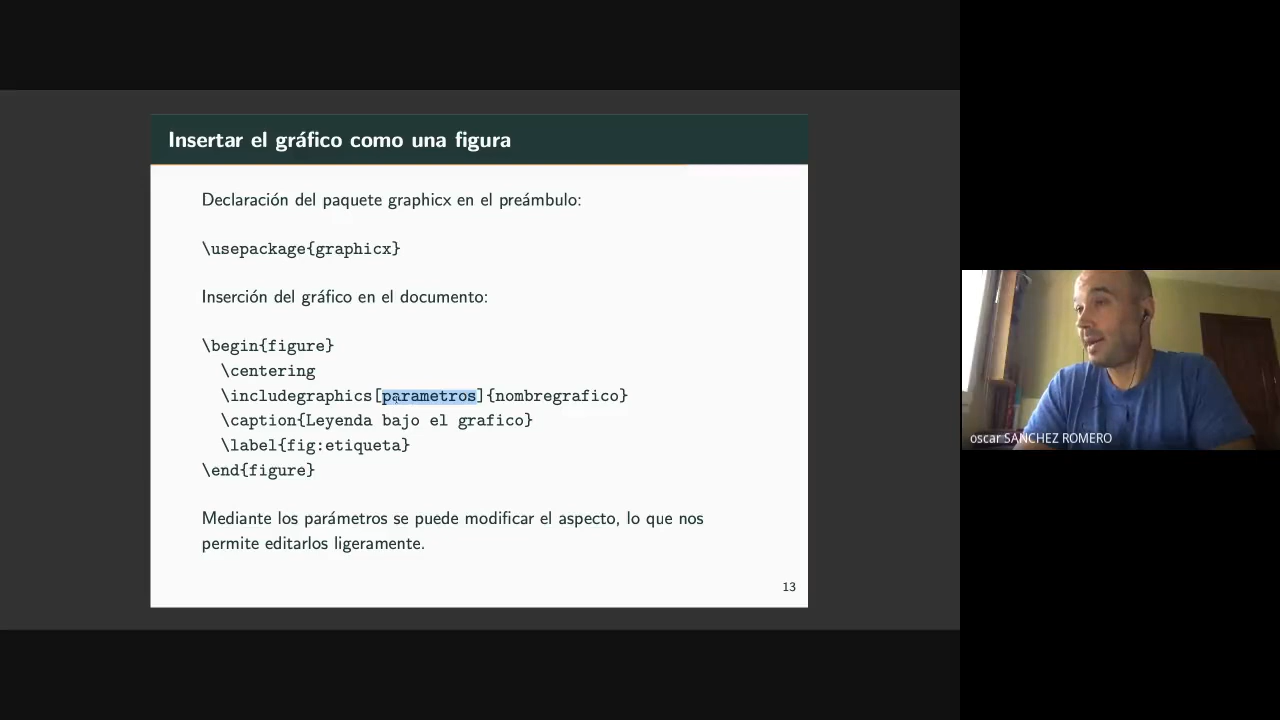 Insertar el gráfico como una figura
Declaración del paquete graphicx en el preámbulo:
\usepackage{graphicx}
Inserción del gráfico en el documento:
\begin{figure}
\centering
\includegraphics[parametros]{nombregrafico}
\caption{Leyenda bajo el grafico}
\label{fig:etiqueta}
\end{figure}
Mediante los parámetros se puede modificar el aspecto, lo que nos
permite editarlos ligeramente.
13
oscar SANCHEZ ROMERO